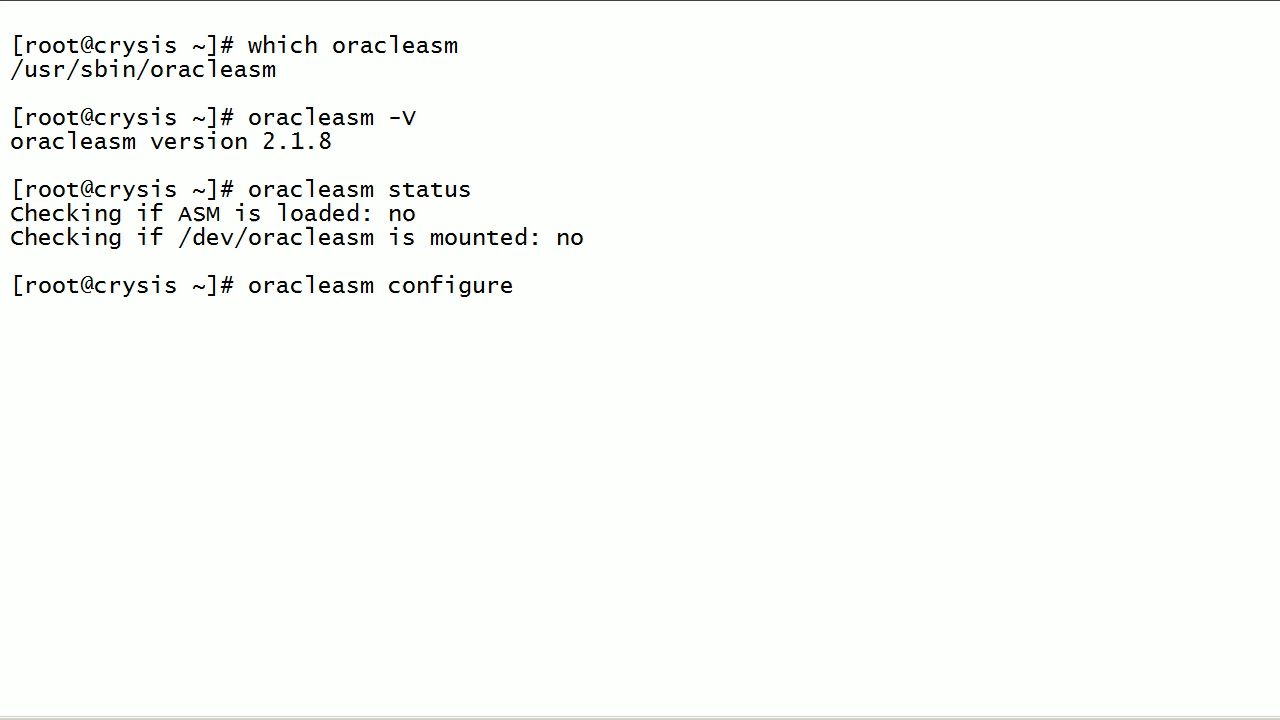 [root@crysis ~]# which oracleasm
/usr/sbin/oracleasm
[root@crysis ~]# oracleasm -V
oracleasm version 2.1.8
[root@crysis ~]# oracleasm status
Checking if ASM is loaded: no
Checking if /dev/oracleasm is mounted: no
[root@crysis ~]# oracleasm configure